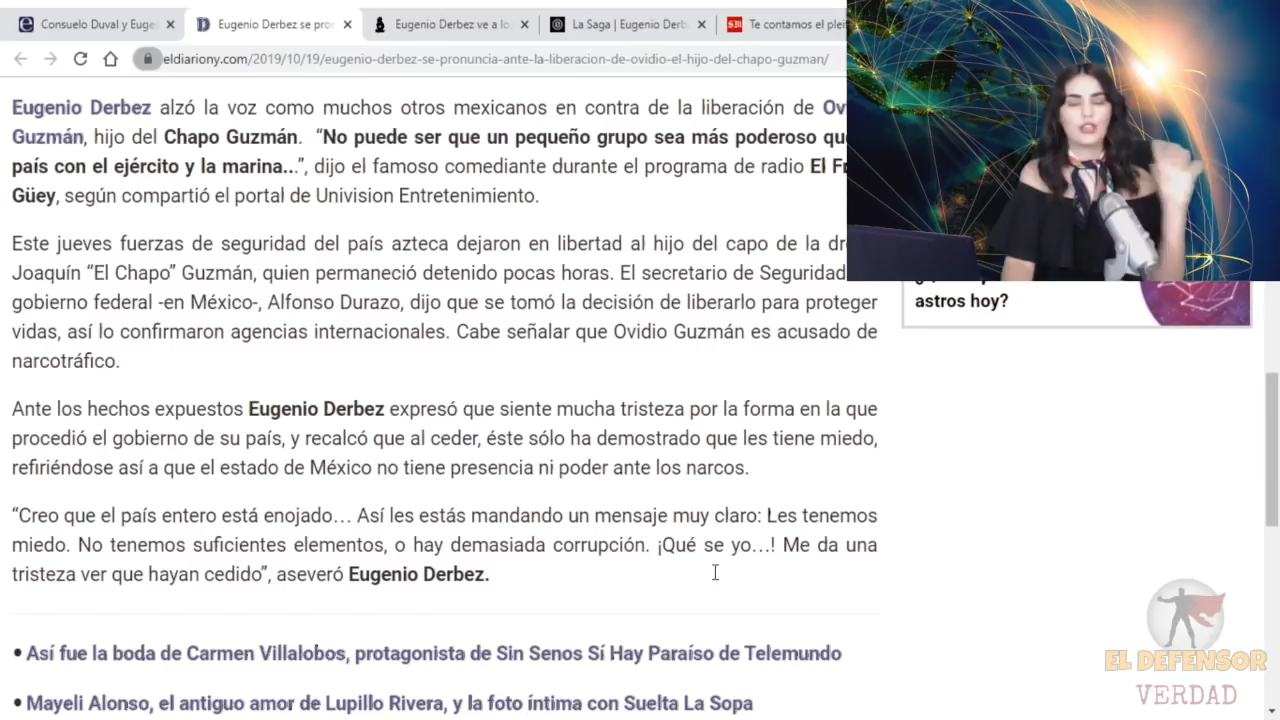 Consuelo Duval y Euge
Eugenio Derbez se pro
Eugenio Derbez ve a lo
La Saga | Eugenio Derb
Te contamos el plei
eldiariony.com/2019/10/19/eugenio-derbez-se-pronuncia-ante-la-liberacion-de-ovidio-el-hijo-del-chapo-guzman/
Eugenio Derbez alzó la voz como muchos otros mexicanos en contra de la liberación de Ov
Guzmán, hijo del Chapo Guzmán. “No puede ser que un pequeño grupo sea más poderoso qu
país con el ejército y la marina...”, dijo el famoso comediante durante el programa de radio El F
Güey, según compartió el portal de Univision Entretenimiento.
Este jueves fuerzas de seguridad del país azteca dejaron en libertad al hijo del capo de la dr
Joaquín “El Chapo” Guzmán, quien permaneció detenido pocas horas. El secretario de Seguridad
gobierno federal -en México-, Alfonso Durazo, dijo que se tomó la decisión de liberarlo para proteger
vidas, así lo confirmaron agencias internacionales. Cabe señalar que Ovidio Guzmán es acusado de
narcotráfico.
Ante los hechos expuestos Eugenio Derbez expresó que siente mucha tristeza por la forma en la que
procedió el gobierno de su país, y recalcó que al ceder, éste sólo ha demostrado que les tiene miedo,
refiriéndose así a que el estado de México no tiene presencia ni poder ante los narcos.
“Creo que el país entero está enojado… Así les estás mandando un mensaje muy claro: Les tenemos
miedo. No tenemos suficientes elementos, o hay demasiada corrupción. ¡Qué se yo…! Me da una
tristeza ver que hayan cedido”, aseveró Eugenio Derbez.
• Así fue la boda de Carmen Villalobos, protagonista de Sin Senos Sí Hay Paraíso de Telemundo
• Mayeli Alonso, el antiguo amor de Lupillo Rivera, y la foto íntima con Suelta La Sopa
astros hoy?
EL DEFENSOR
VERDAD